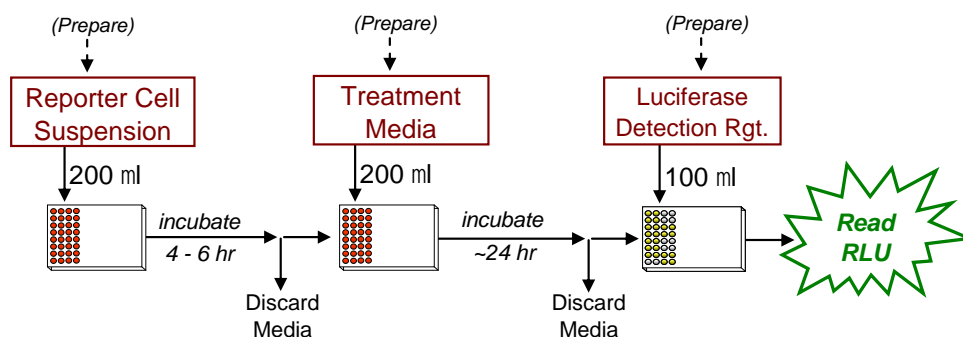 (Prepare)
(Prepare)
(Prepare)
Reporter Cell
Suspension
Treatment
Media
Luciferase
Detection Rgt.
200 ml
200 ml
100 ml
incubate
4 - 6 hr
incubate
~24 hr
Read
RLU
Discard
Media
Discard
Media